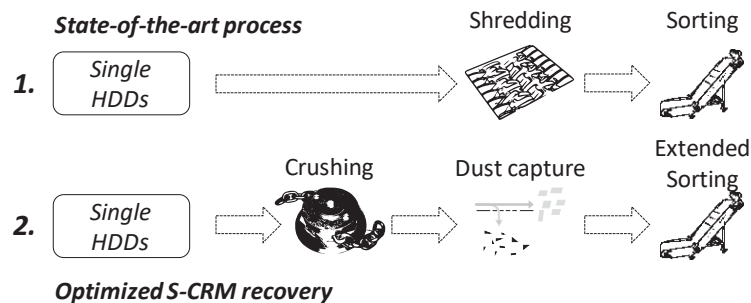 State-of-the-art process
Shredding
Sorting
1.
Single
HDDs
Crushing
Dust capture
Extended
Sorting
2.
Single
HDDs
Optimized S-CRM recovery